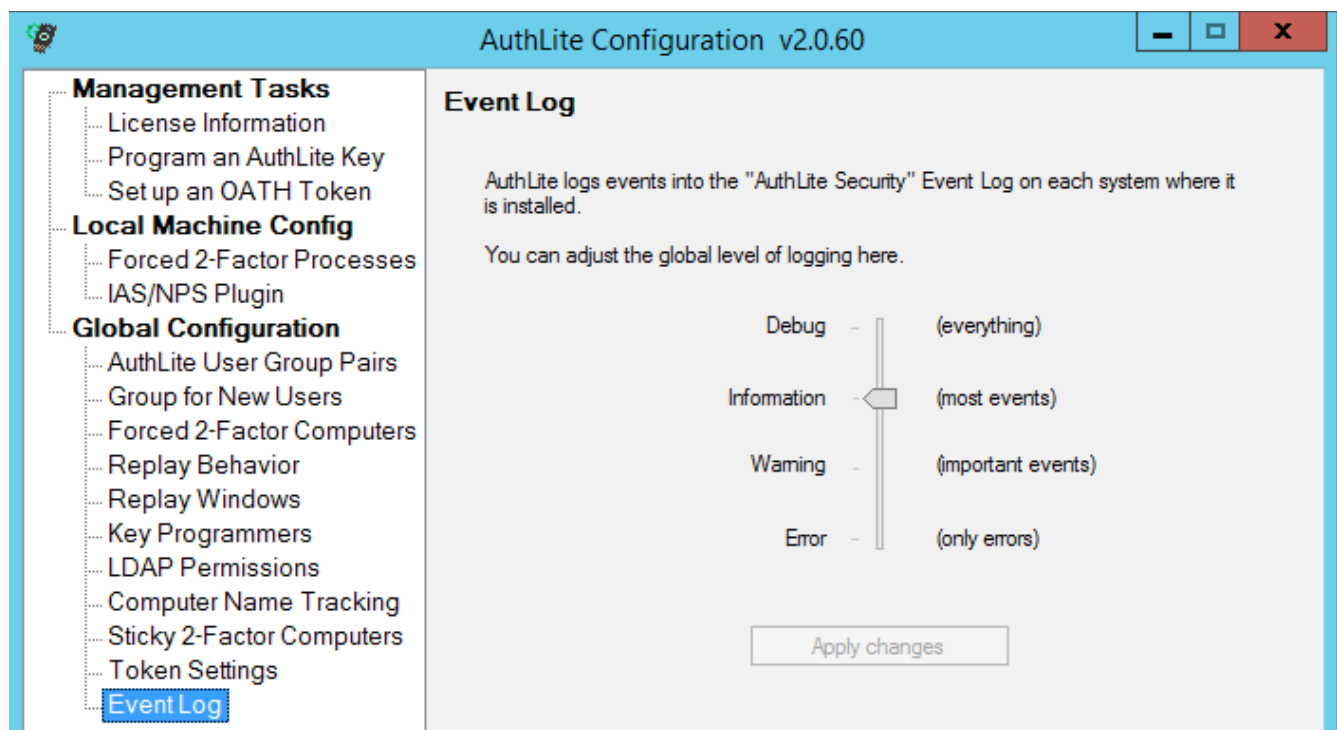 AuthLite Configuration v2.0.60
x
Management Tasks
License Information
Program an AuthLite Key
Set up an OATH Token
Local Machine Config
Forced 2-Factor Processes
IAS/NPS Plugin
Global Configuration
AuthLite User Group Pairs
Group for New Users
Forced 2-Factor Computers
Replay Behavior
Replay Windows
Key Programmers
LDAP Permissions
Computer Name Tracking
Sticky 2-Factor Computers
Token Settings
Event Log
Event Log
AuthLite logs events into the "AuthLite Security" Event Log on each system where it
is installed.
You can adjust the global level of logging here.
Debug (everything)
Information (most events)
Warning (important events)
Error (only errors)
Apply changes